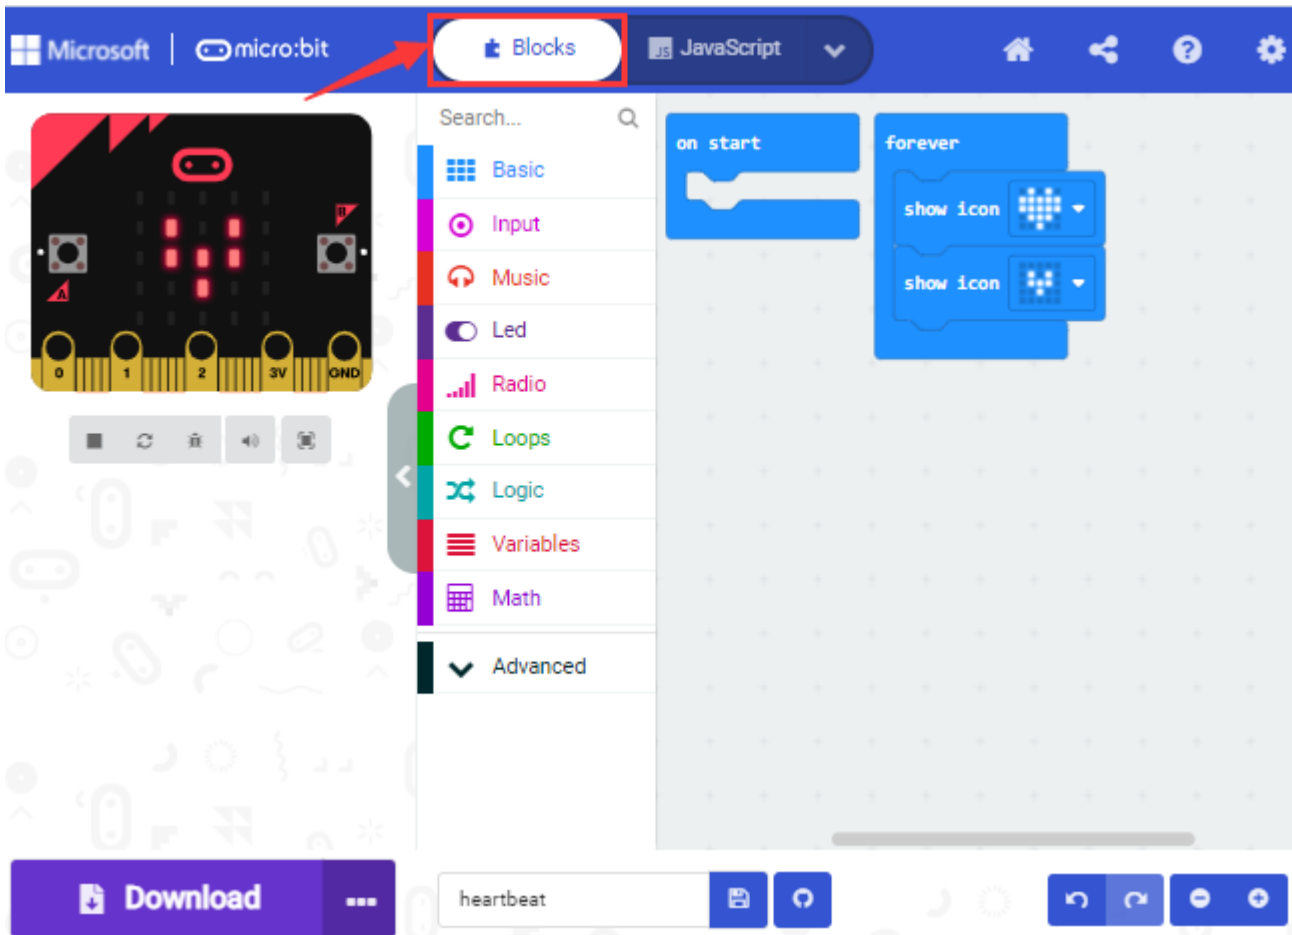 Microsoft
micro:bit
Blocks
JS JavaScript
Search...
Basic
Input
Music
Led
Radio
Loops
Logic
Variables
Math
Advanced
on start
forever
show icon
show icon
B
A
0 1 2 3V GND
Download
heartbeat